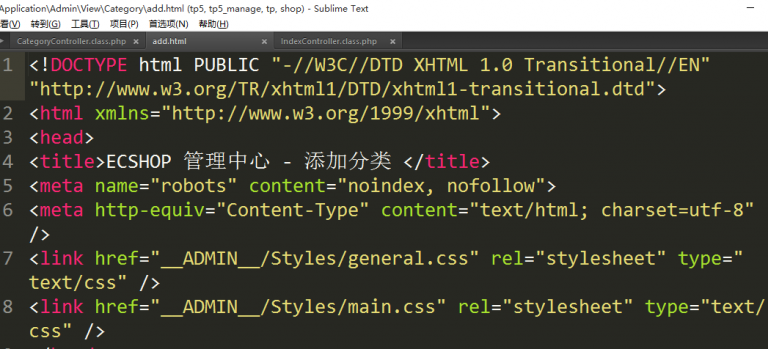 Application\Admin\View\Category\add.html (tp5, tp5_manage, tp, shop) - Sublime Text
看(V) 转到(G) 工具(T) 项目(P) 首选项(N) 帮助(H)
CategoryController.class.php × add.html × IndexController.class.php ×
1 <!DOCTYPE html PUBLIC "-//W3C//DTD XHTML 1.0 Transitional//EN"
"http://www.w3.org/TR/xhtml1/DTD/xhtml1-transitional.dtd">
2 <html xmlns="http://www.w3.org/1999/xhtml">
3 <head>
4 <title>ECSHOP 管理中心 - 添加分类 </title>
5 <meta name="robots" content="noindex, nofollow">
6 <meta http-equiv="Content-Type" content="text/html; charset=utf-8"
/>
7 <link href="__ADMIN__/Styles/general.css" rel="stylesheet" type="
text/css" />
8 <link href="__ADMIN__/Styles/main.css" rel="stylesheet" type="text/
css" />